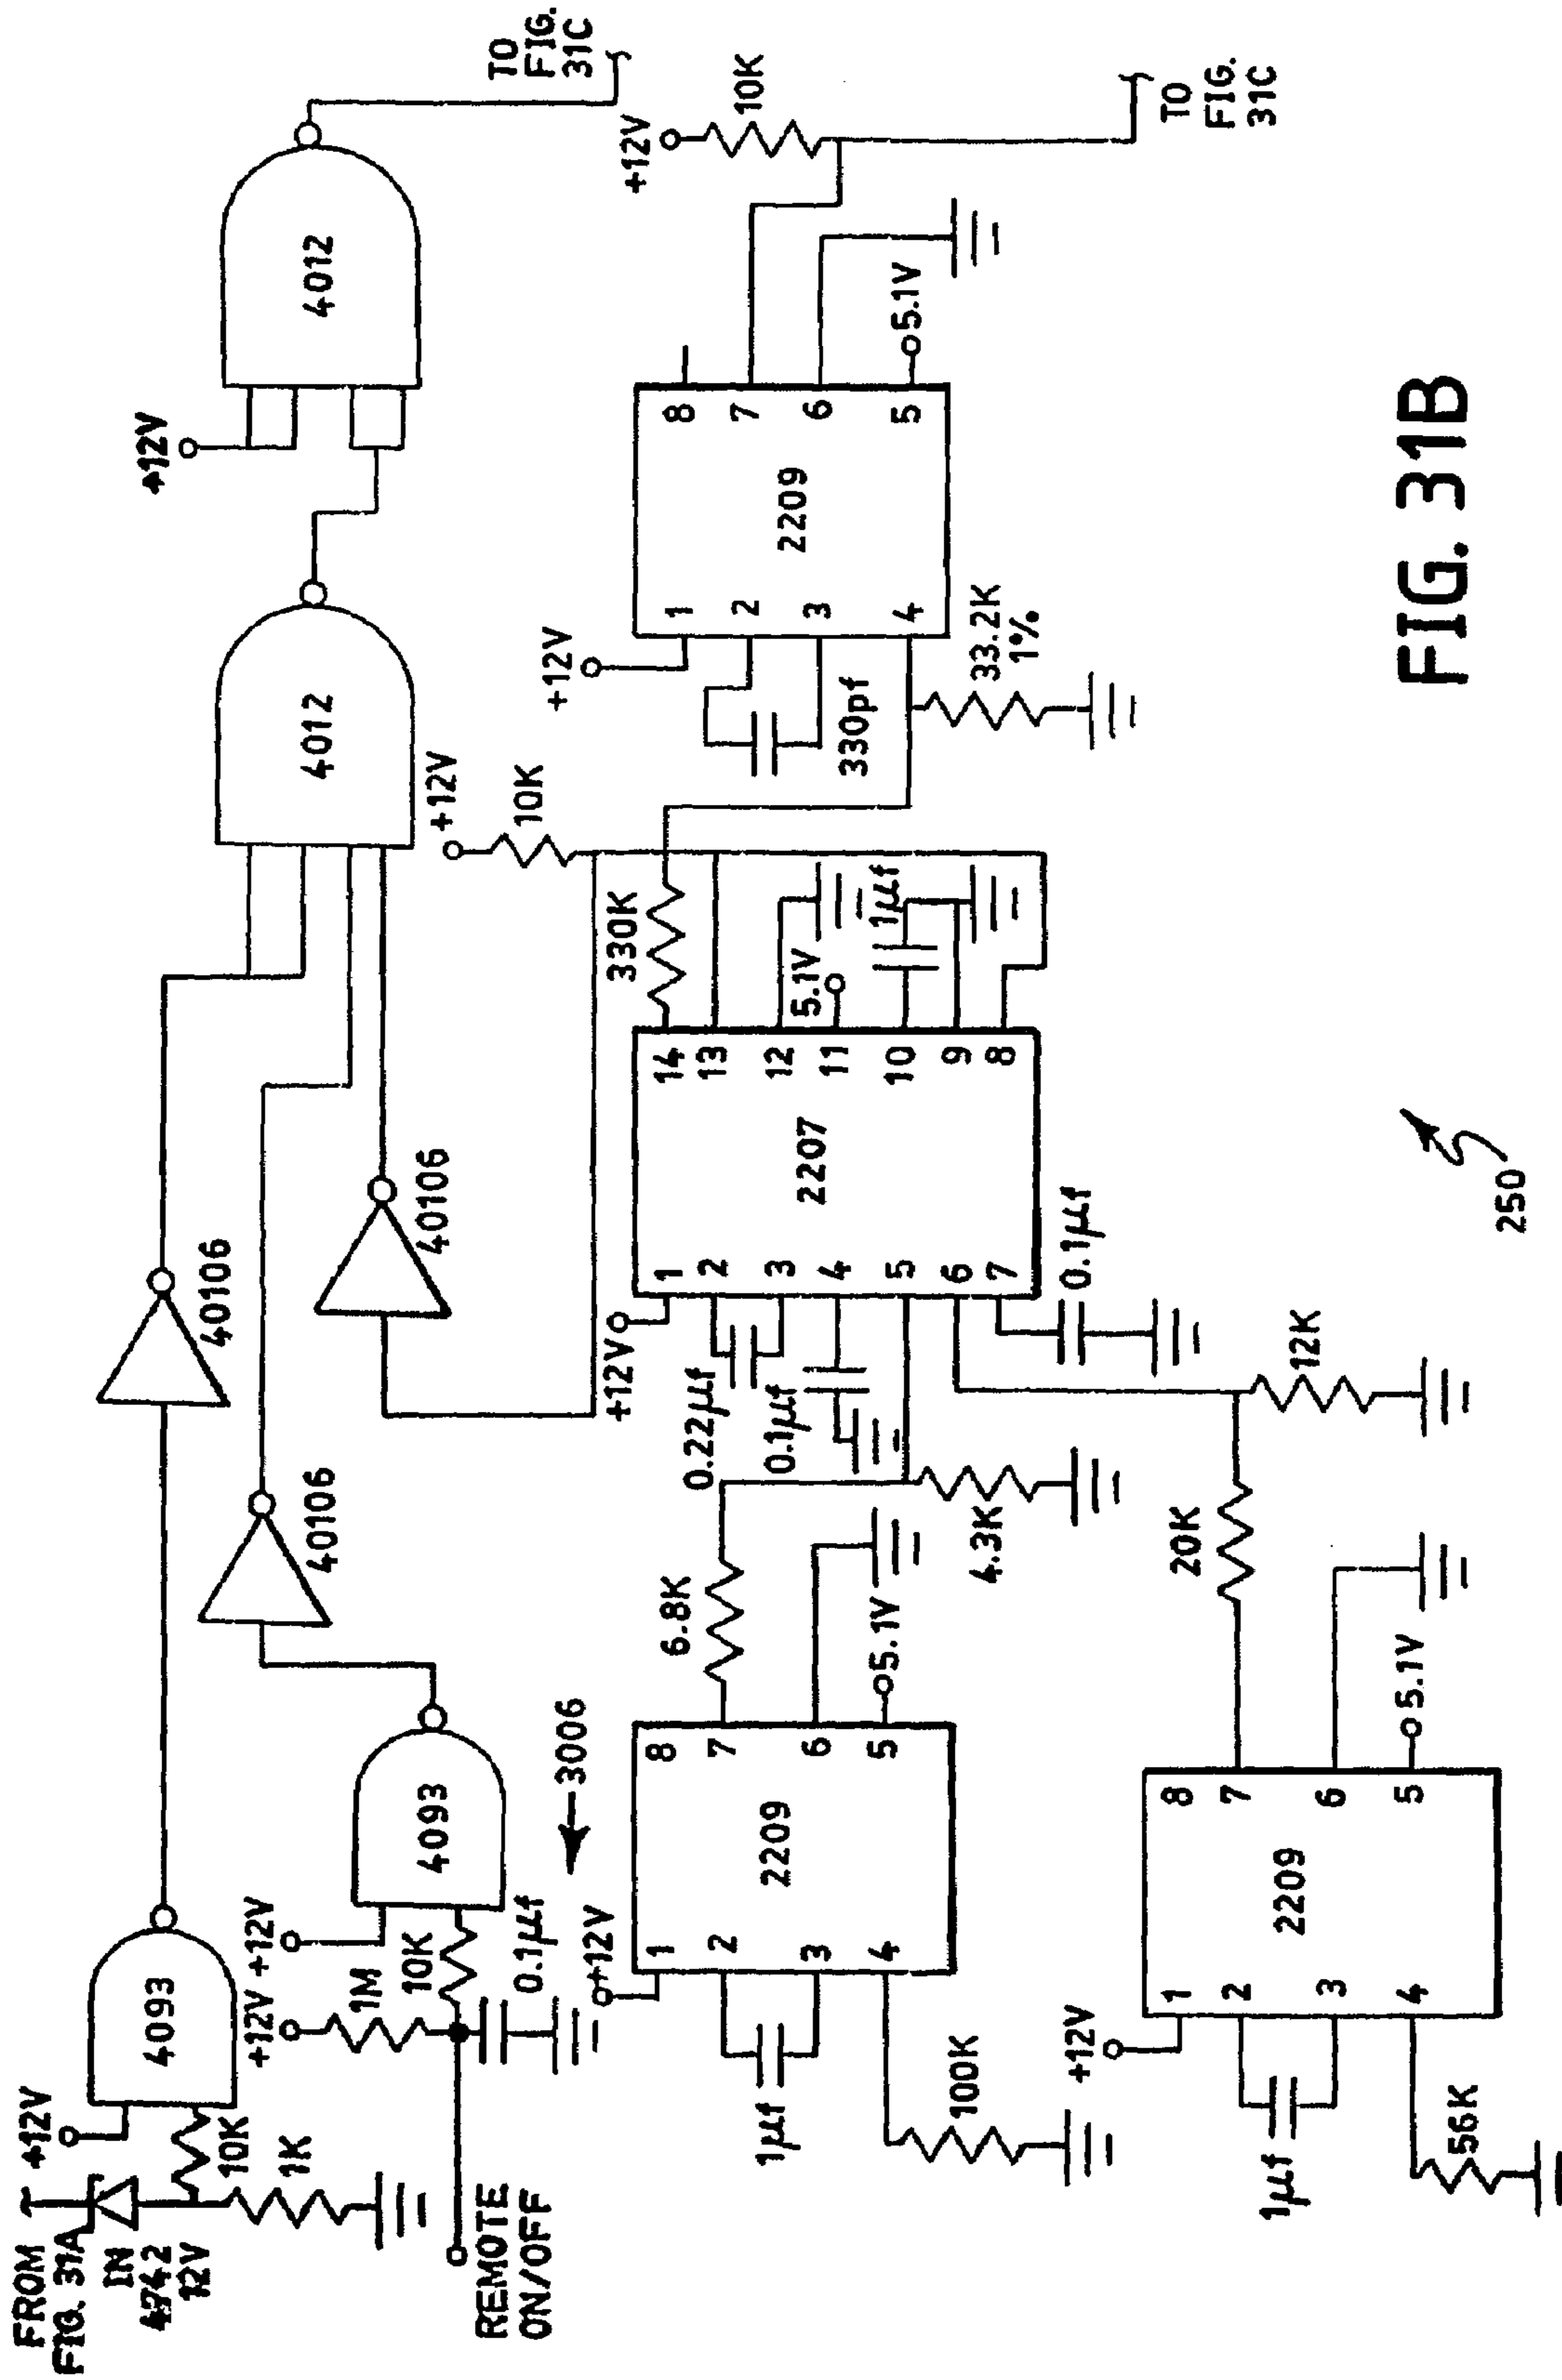 FROM
FIG. 31A
IN
4742
12V
+12V
4093
10K
1K
REMOTE
ON/OFF
+12V
+12V
1M
10K
0.1µf
4093
40106
40106
40106
4012
+12V
4012
TO
FIG.
31C
3006
+12V
1
2
3
4
2209
8
7
6
5
1µf
100K
5.1V
6.8K
4.3K
+12V
1
2
3
4
2209
8
7
6
5
1µf
56K
5.1V
20K
12K
+12V
0.22µf
0.1µf
1
2
3
4
5
6
7
2207
14
13
12
11
10
9
8
0.1µf
330K
5.1V
1µf
+12V
10K
+12V
330pf
33.2K
1%
1
2
3
4
2209
8
7
6
5
5.1V
+12V
10K
TO
FIG.
31C
250
FIG. 31B